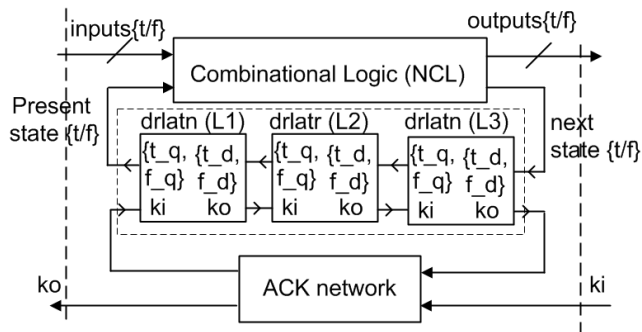 inputs{t/f}
outputs{t/f}
Combinational Logic (NCL)
Present
state {t/f}
drlatn (L1)
drlatr (L2)
drlatn (L3)
next
state {t/f}
{t_q,
f_q}
{t_d,
f_d}
ki
ko
{t_q,
f_q}
{t_d,
f_d}
ki
ko
{t_q,
f_q}
{t_d,
f_d}
ki
ko
ko
ACK network
ki